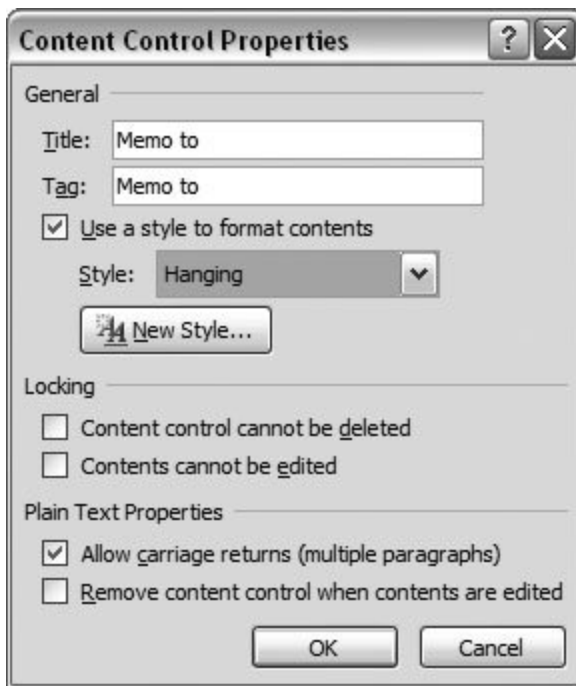 Content Control Properties
General
Title: Memo to
Tag: Memo to
Use a style to format contents
Style: Hanging
New Style...
Locking
Content control cannot be deleted
Contents cannot be edited
Plain Text Properties
Allow carriage returns (multiple paragraphs)
Remove content control when contents are edited
OK Cancel